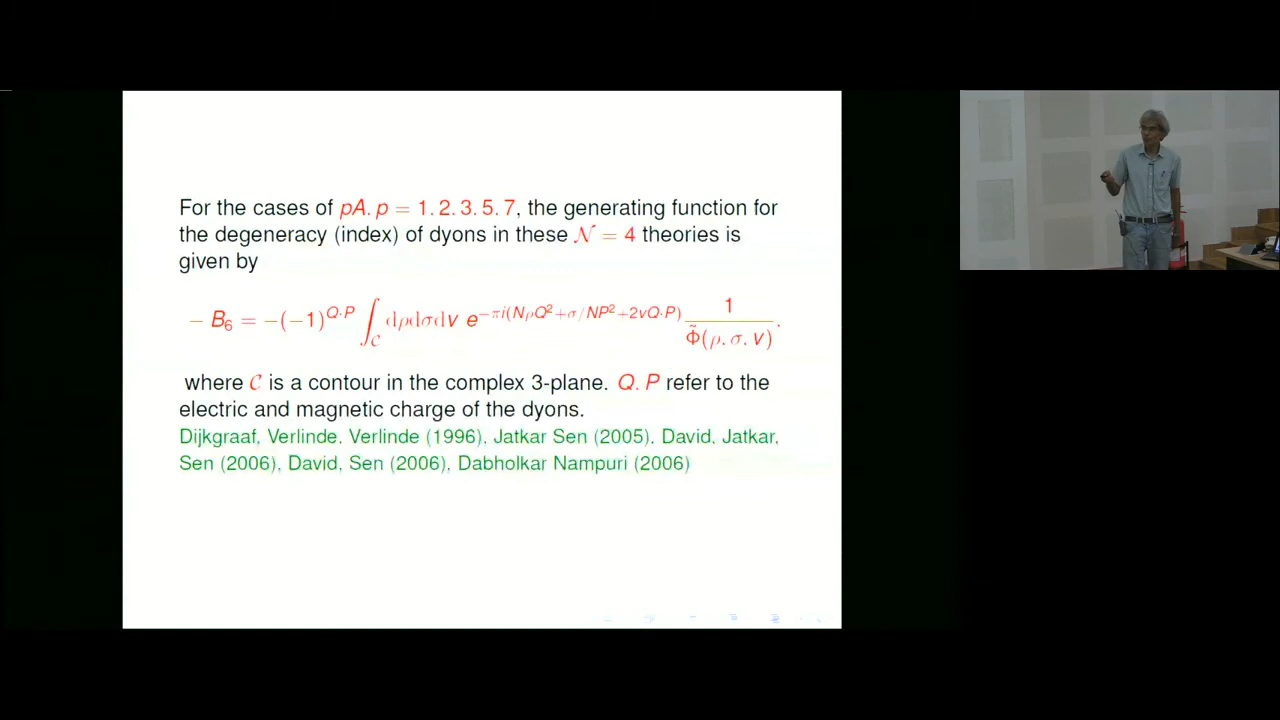 For the cases of pA, p = 1, 2, 3, 5, 7, the generating function for
the degeneracy (index) of dyons in these 𝒩 = 4 theories is
given by
− B₆ = −(−1)^{Q·P} ∫_𝒞 dρdσdv e^{−πi(NρQ²+σ/NP²+2vQ·P)} 1/Φ̃(ρ, σ, v),
where 𝒞 is a contour in the complex 3-plane. Q, P refer to the
electric and magnetic charge of the dyons.
Dijkgraaf, Verlinde, Verlinde (1996), Jatkar Sen (2005), David, Jatkar,
Sen (2006), David, Sen (2006), Dabholkar Nampuri (2006)